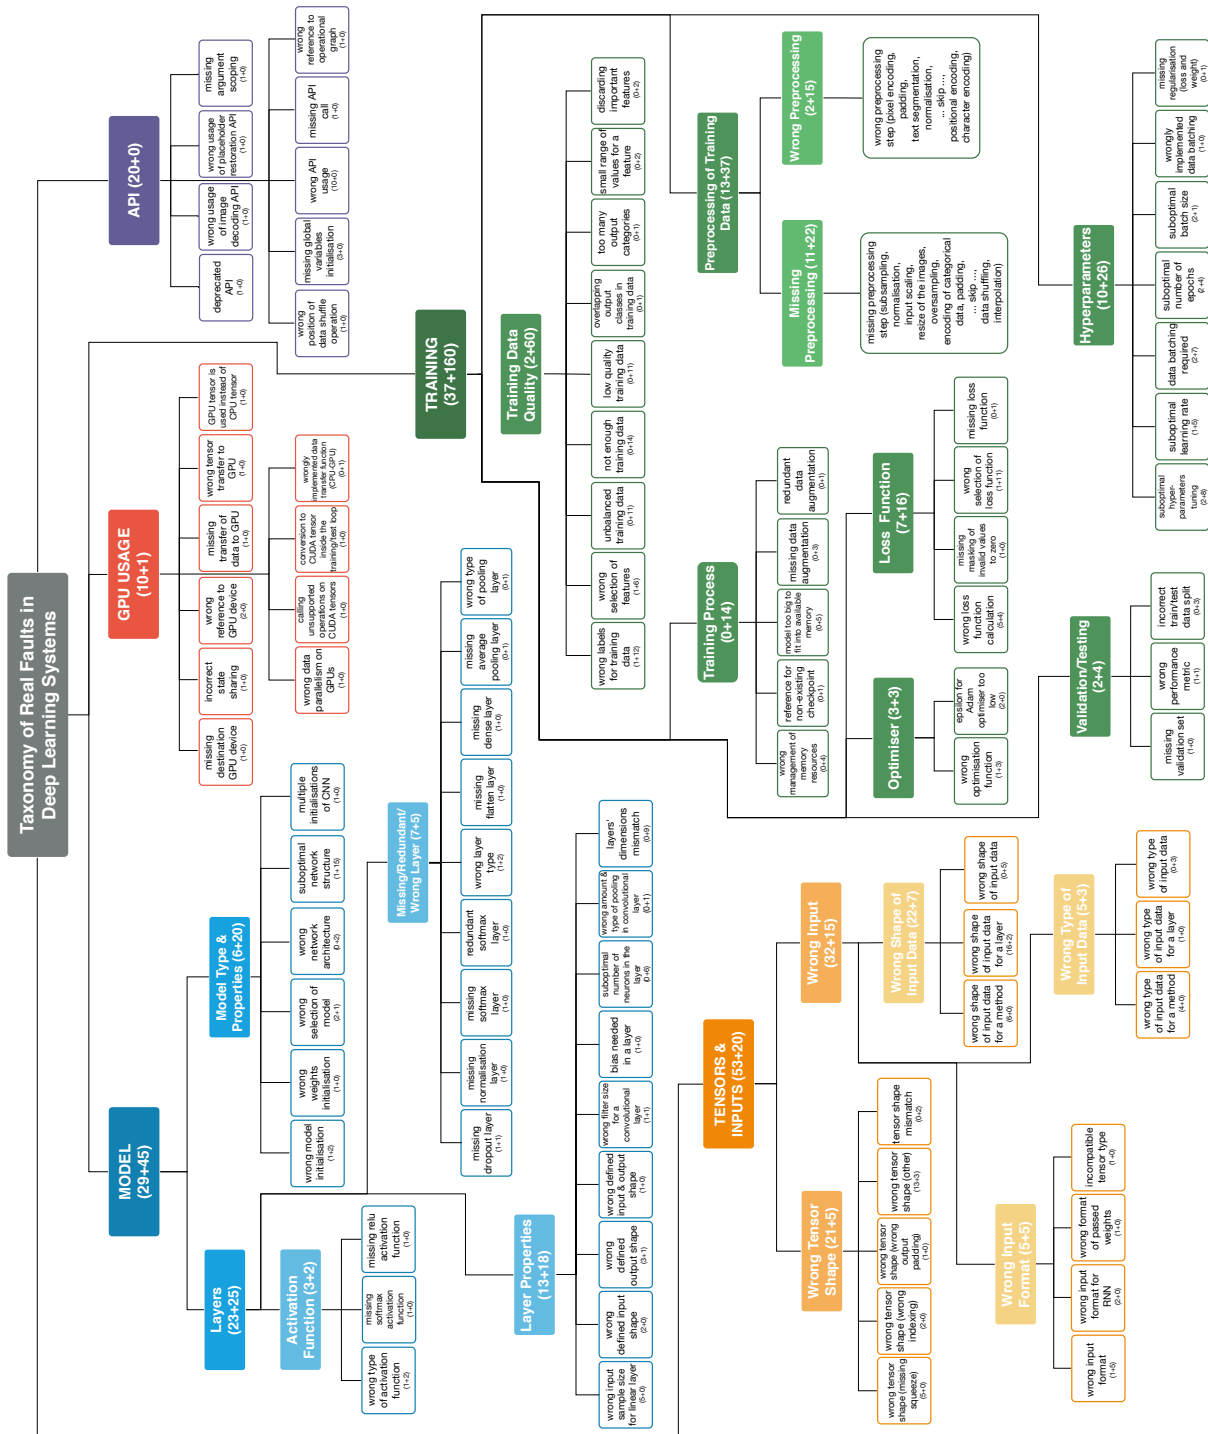 Taxonomy of Real Faults in
Deep Learning Systems
MODEL
(29+45)
Layers
(23+25)
Activation
Function (3+2)
wrong type
of activation
function
(1+2)
missing
softmax
activation
function
(1+0)
missing relu
activation
function
(1+0)
Model Type &
Properties (6+20)
wrong model
initialisation
(1+2)
wrong
weights
initialisation
(1+0)
wrong
selection of
model
(2+1)
wrong
network
architecture
(0+2)
suboptimal
network
structure
(1+15)
multiple
initialisations
of CNN
(1+0)
Missing/Redundant/
Wrong Layer (7+5)
missing
dropout layer
(1+1)
missing
normalisation
layer
(1+0)
missing
softmax
layer
(1+0)
redundant
softmax
layer
(1+0)
wrong layer
type
(1+2)
missing
flatten layer
(1+0)
missing
dense layer
(1+0)
missing
average
pooling layer
(0+1)
wrong type
of pooling
layer
(0+1)
Layer Properties
(13+18)
wrong input
sample size
for linear layer
(5+0)
wrong
defined input
shape
(2+0)
wrong
defined
output shape
(3+1)
wrong defined
input & output
shape
(1+0)
wrong filter size
for a
convolutional
layer
(1+1)
bias needed
in a layer
(1+0)
suboptimal
number of
neurons in the
layer
(0+6)
wrong amount &
type of pooling
in convolutional
layer
(0+1)
layers'
dimensions
mismatch
(0+9)
GPU USAGE
(10+1)
missing
destination
GPU device
(1+0)
incorrect
state
sharing
(1+0)
wrong
reference to
GPU device
(2+0)
missing
transfer of
data to GPU
(1+0)
wrong tensor
transfer to
GPU
(1+0)
GPU tensor is
used instead of
CPU tensor
(1+0)
wrong data
parallelism on
GPUs
(1+0)
calling
unsupported
operations on
CUDA tensors
(1+0)
conversion to
CUDA tensor
inside the
training/test loop
(1+0)
wrongly
implemented data
transfer function
(CPU-GPU)
(0+1)
API (20+0)
deprecated
API
(1+0)
wrong usage
of image
decoding API
(1+0)
wrong usage
of placeholder
restoration API
(1+0)
missing
argument
scoping
(1+0)
wrong
position of
data shuffle
operation
(1+0)
missing global
variables
initialisation
(3+0)
wrong API
usage
(10+0)
missing API
call
(1+0)
wrong
reference to
operational
graph
(1+0)
TRAINING
(37+160)
Training Data
Quality (2+60)
wrong labels
for training
data
(1+12)
wrong
selection of
features
(1+6)
unbalanced
training data
(0+11)
not enough
training data
(0+14)
low quality
training data
(0+11)
overlapping
output
classes in
training data
(0+1)
too many
output
categories
(0+1)
small range of
values for a
feature
(0+2)
discarding
important
features
(0+2)
Training Process
(0+14)
wrong
management of
memory
resources
(0+4)
reference for
non-existing
checkpoint
(0+1)
model too big to
fit into available
memory
(0+5)
missing data
augmentation
(0+3)
redundant
data
augmentation
(0+1)
Preprocessing of Training
Data (13+37)
Missing
Preprocessing (11+22)
missing preprocessing
step (subsampling,
normalisation,
input scaling,
resize of the images,
oversampling,
encoding of categorical
data, padding,
... skip ...,
data shuffling,
interpolation)
Wrong Preprocessing
(2+15)
wrong preprocessing
step (pixel encoding,
padding,
text segmentation,
normalisation,
... skip ...,
positional encoding,
character encoding)
Optimiser (3+3)
wrong
optimisation
function
(1+3)
epsilon for
Adam
optimiser too
low
(2+0)
Loss Function
(7+16)
wrong loss
function
calculation
(5+4)
missing
masking of
invalid values
to zero
(1+0)
wrong
selection of
loss function
(1+11)
missing loss
function
(0+1)
Validation/Testing
(2+4)
missing
validation set
(1+0)
wrong
performance
metric
(1+1)
incorrect
train/test
data split
(0+3)
Hyperparameters
(10+26)
suboptimal
hyper-
parameters
tuning
(2+8)
suboptimal
learning rate
(1+5)
data batching
required
(2+7)
suboptimal
number of
epochs
(2+4)
suboptimal
batch size
(2+1)
wrongly
implemented
data batching
(1+0)
missing
regularisation
(loss and
weight)
(0+1)
TENSORS &
INPUTS (53+20)
Wrong Tensor
Shape (21+5)
wrong tensor
shape (missing
squeeze)
(5+0)
wrong tensor
shape (wrong
indexing)
(2+0)
wrong tensor
shape (wrong
output
padding)
(1+0)
wrong tensor
shape (other)
(13+3)
tensor shape
mismatch
(0+2)
Wrong Input
(32+15)
Wrong Input
Format (5+5)
wrong input
format
(1+5)
wrong input
format for
RNN
(2+0)
wrong format
of passed
weights
(1+0)
incompatible
tensor type
(1+0)
Wrong Shape of
Input Data (22+7)
wrong shape
of input data
for a method
(6+0)
wrong shape
of input data
for a layer
(16+2)
wrong shape
of input data
(0+5)
Wrong Type of
Input Data (5+3)
wrong type
of input data
for a method
(4+0)
wrong type
of input data
for a layer
(1+0)
wrong type
of input data
(0+3)